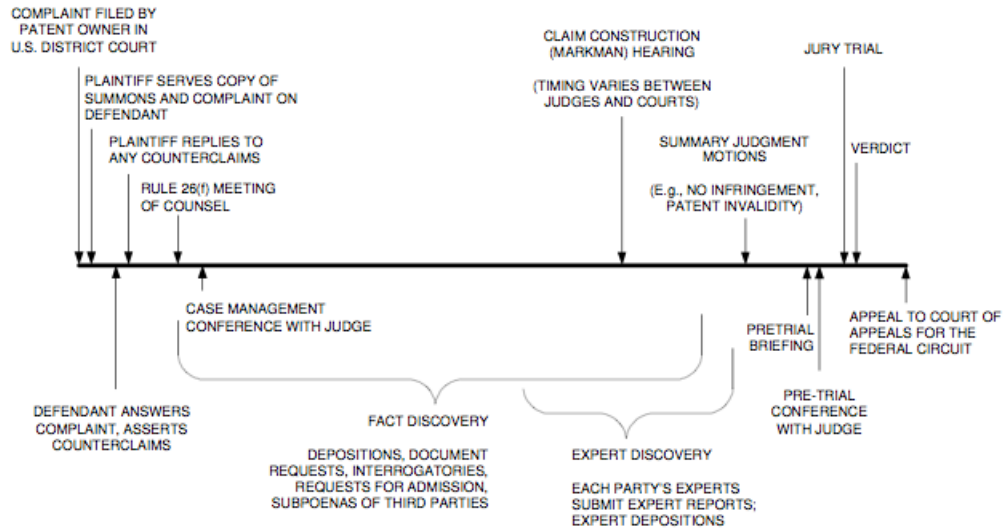 COMPLAINT FILED BY
PATENT OWNER IN
U.S. DISTRICT COURT
PLAINTIFF SERVES COPY OF
SUMMONS AND COMPLAINT ON
DEFENDANT
PLAINTIFF REPLIES TO
ANY COUNTERCLAIMS
RULE 26(f) MEETING
OF COUNSEL
CLAIM CONSTRUCTION
(MARKMAN) HEARING
(TIMING VARIES BETWEEN
JUDGES AND COURTS)
SUMMARY JUDGMENT
MOTIONS
(E.g., NO INFRINGEMENT,
PATENT INVALIDITY)
JURY TRIAL
VERDICT
DEFENDANT ANSWERS
COMPLAINT, ASSERTS
COUNTERCLAIMS
CASE MANAGEMENT
CONFERENCE WITH JUDGE
FACT DISCOVERY
DEPOSITIONS, DOCUMENT
REQUESTS, INTERROGATORIES,
REQUESTS FOR ADMISSION,
SUBPOENAS OF THIRD PARTIES
EXPERT DISCOVERY
EACH PARTY'S EXPERTS
SUBMIT EXPERT REPORTS;
EXPERT DEPOSITIONS
PRETRIAL
BRIEFING
PRE-TRIAL
CONFERENCE
WITH JUDGE
APPEAL TO COURT OF
APPEALS FOR THE
FEDERAL CIRCUIT